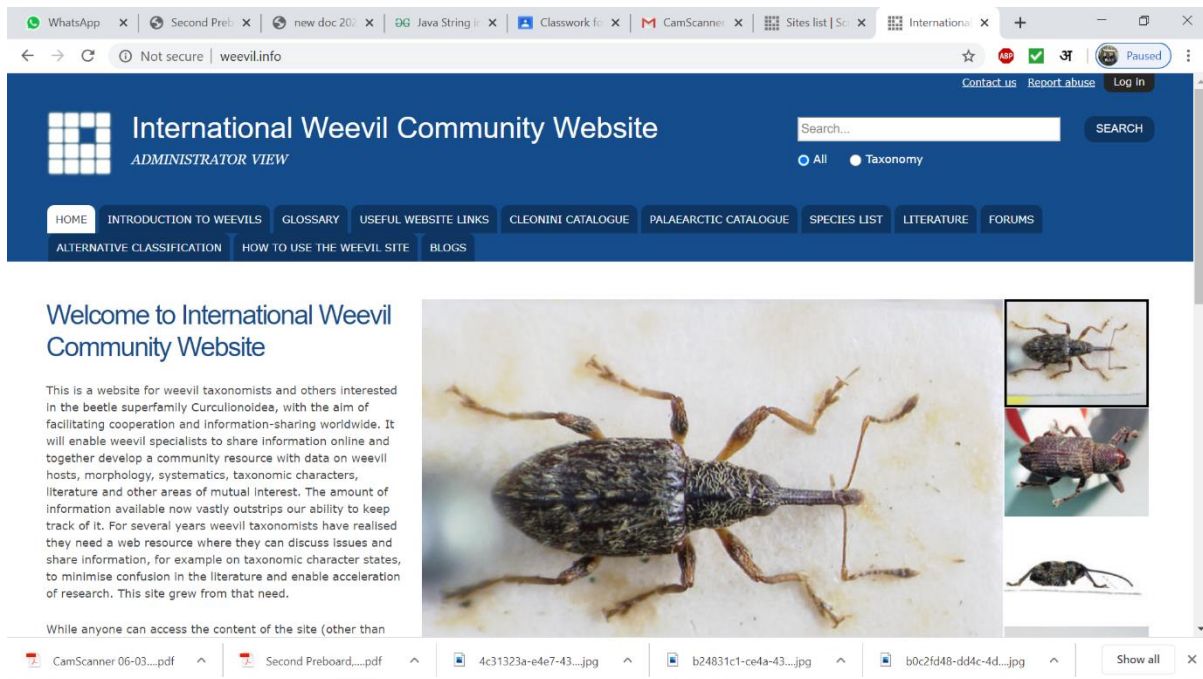 WhatsApp
Second Preb
new doc 202
Java String i
Classwork fo
CamScanner
Sites list | Sc
International
Not secure | weevil.info
ABP
अ
Paused
Contact us Report abuse Log in
International Weevil Community Website
ADMINISTRATOR VIEW
Search...
SEARCH
All Taxonomy
HOME INTRODUCTION TO WEEVILS GLOSSARY USEFUL WEBSITE LINKS CLEONINI CATALOGUE PALAEARCTIC CATALOGUE SPECIES LIST LITERATURE FORUMS
ALTERNATIVE CLASSIFICATION HOW TO USE THE WEEVIL SITE BLOGS
Welcome to International Weevil
Community Website
This is a website for weevil taxonomists and others interested
in the beetle superfamily Curculionoidea, with the aim of
facilitating cooperation and information-sharing worldwide. It
will enable weevil specialists to share information online and
together develop a community resource with data on weevil
hosts, morphology, systematics, taxonomic characters,
literature and other areas of mutual interest. The amount of
information available now vastly outstrips our ability to keep
track of it. For several years weevil taxonomists have realised
they need a web resource where they can discuss issues and
share information, for example on taxonomic character states,
to minimise confusion in the literature and enable acceleration
of research. This site grew from that need.
While anyone can access the content of the site (other than
CamScanner 06-03....pdf
Second Preboard,....pdf
4c31323a-e4e7-43....jpg
b24831c1-ce4a-43....jpg
b0c2fd48-dd4c-4d....jpg
Show all